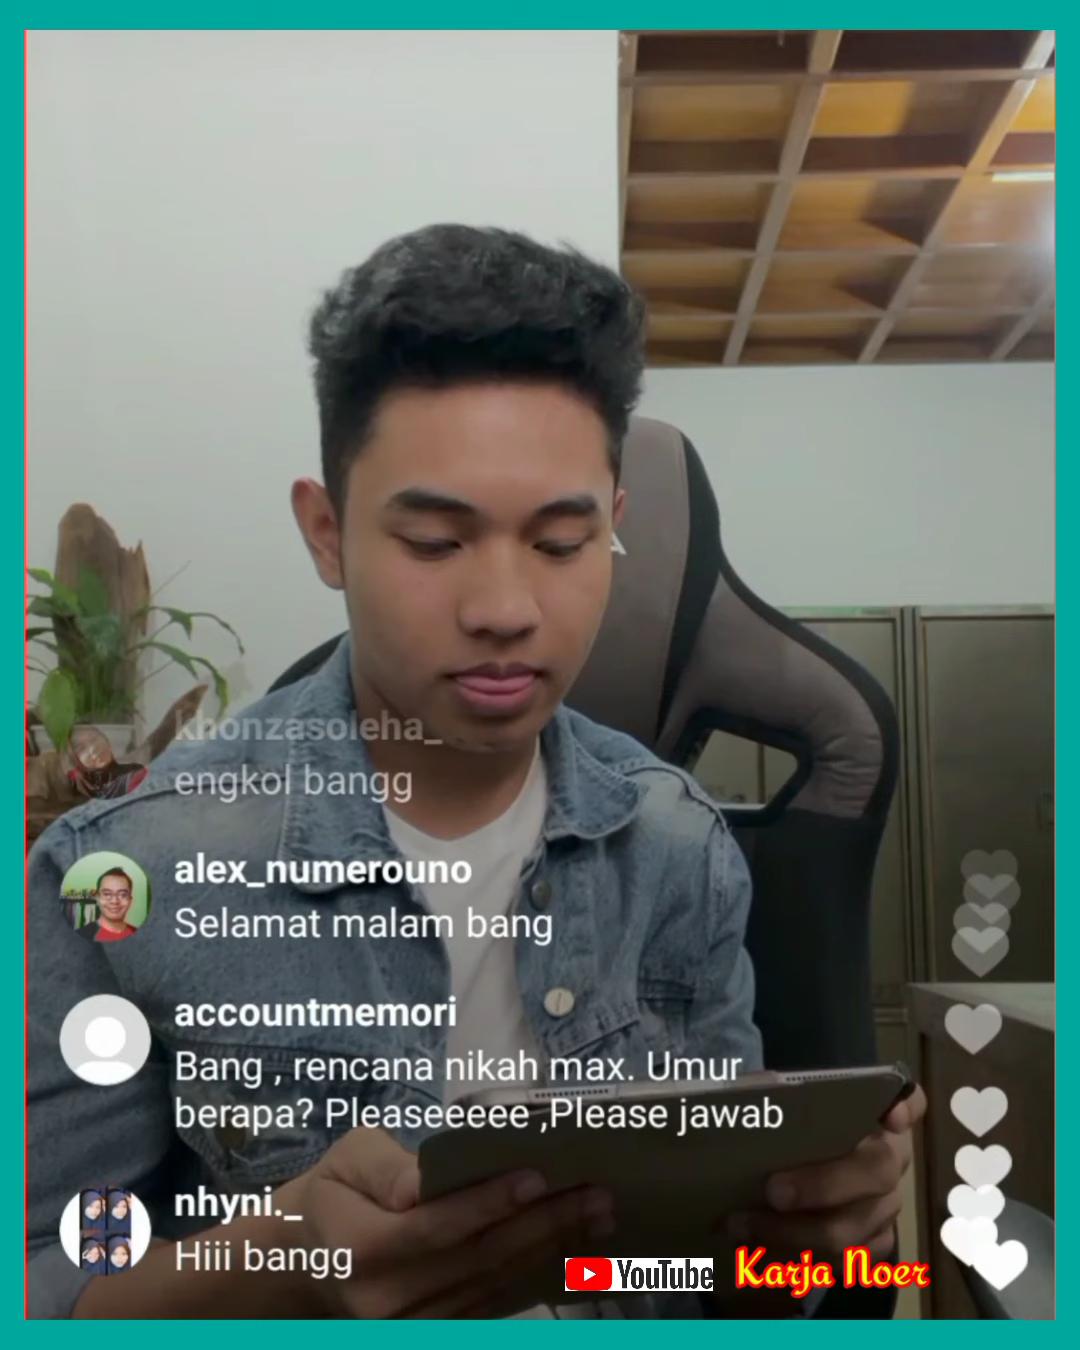 khonzasoleha_
engkol bangg
alex_numerouno
Selamat malam bang
accountmemori
Bang , rencana nikah max. Umur
berapa? Pleaseeeee ,Please jawab
nhyni._
Hiii bangg
YouTube Karja Noer